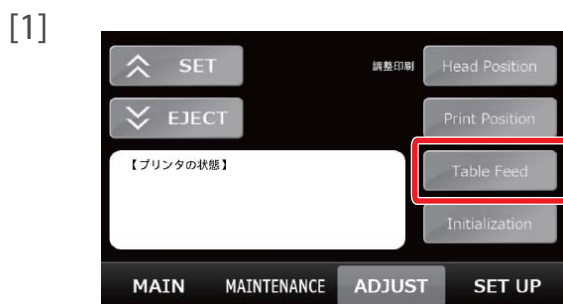 [1]
SET
調整印刷
Head Position
EJECT
Print Position
【プリンタの状態】
Table Feed
Initialization
MAIN MAINTENANCE ADJUST SET UP